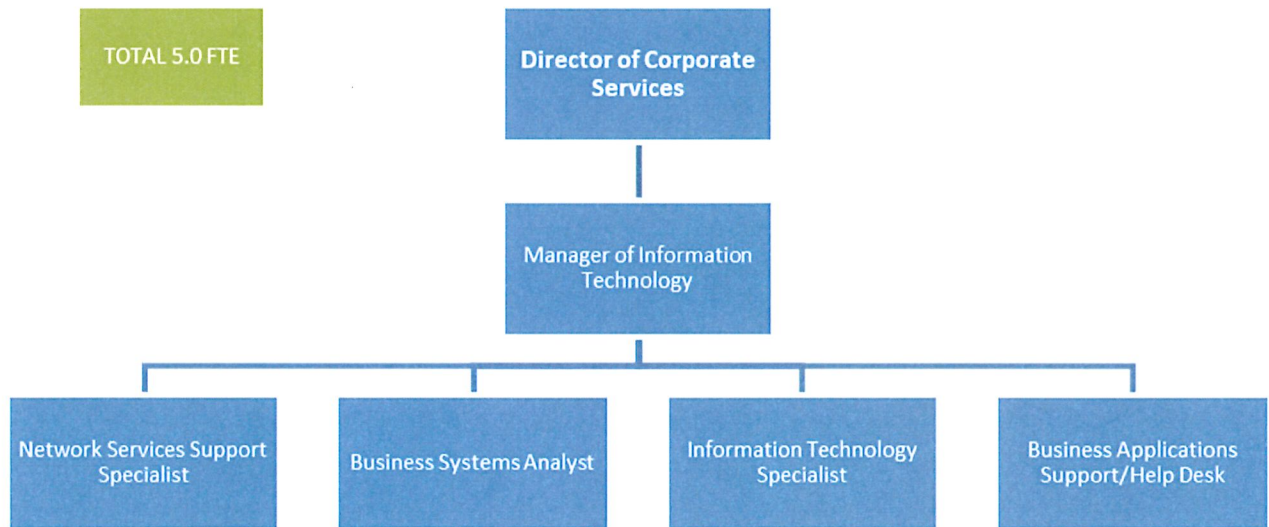 TOTAL 5.0 FTE
Director of Corporate
Services
Manager of Information
Technology
Network Services Support
Specialist
Business Systems Analyst
Information Technology
Specialist
Business Applications
Support/Help Desk